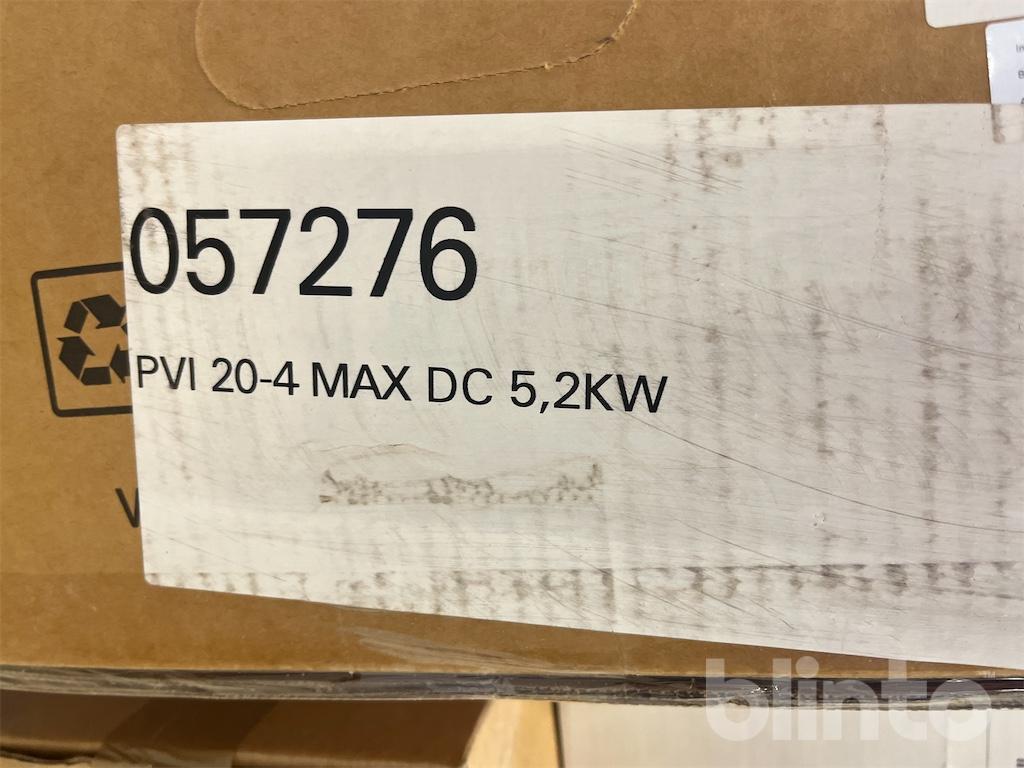 057276
PVI 20-4 MAX DC 5,2KW
blinto